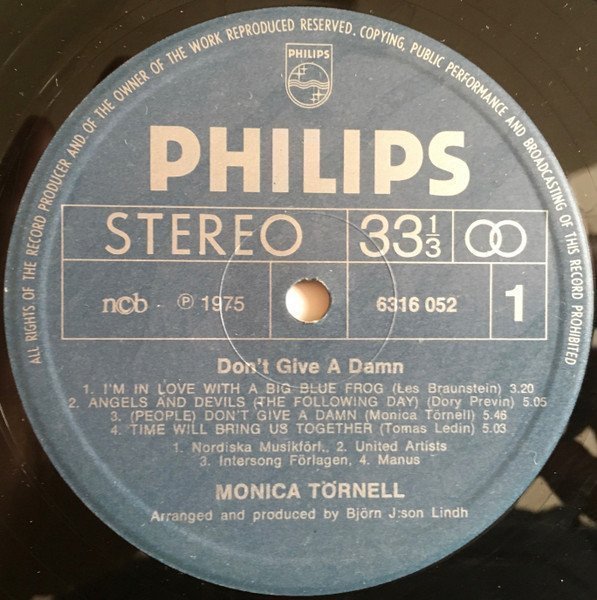 ALL RIGHTS OF THE RECORD PRODUCER AND OF THE OWNER OF THE WORK REPRODUCED RESERVED. COPYING, PUBLIC PERFORMANCE AND BROADCASTING OF THIS RECORD PROHIBITED
PHILIPS
PHILIPS
STEREO 33 1/3
ncb ℗ 1975 6316 052 1
Don't Give A Damn
1. I'M IN LOVE WITH A BIG BLUE FROG (Les Braunstein) 3.20
2. ANGELS AND DEVILS (THE FOLLOWING DAY) (Dory Previn) 5.05
3. (PEOPLE) DON'T GIVE A DAMN (Monica Törnell) 5.46
4. TIME WILL BRING US TOGETHER (Tomas Ledin) 5.03
1. Nordiska Musikförl. 2. United Artists
3. Intersong Förlagen, 4. Manus
MONICA TÖRNELL
Arranged and produced by Björn J:son Lindh